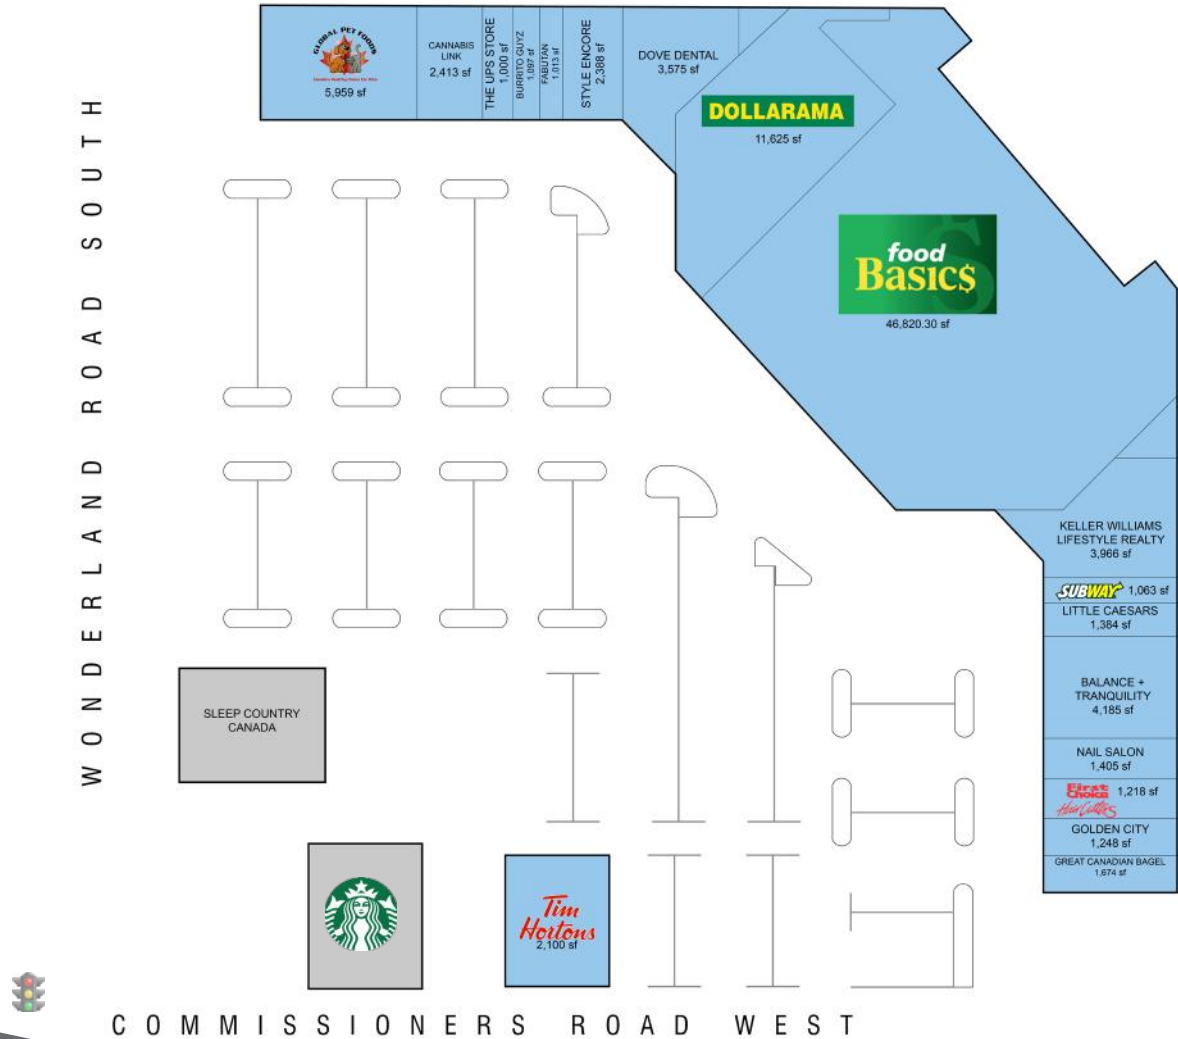 GLOBAL PET FOODS
5,959 sf
CANNABIS
LINK
2,413 sf
THE UPS STORE
1,000 sf
BURRITO GUYZ
1,097 sf
FABUTAN
1,013 sf
STYLE ENCORE
2,388 sf
DOVE DENTAL
3,575 sf
DOLLARAMA
11,625 sf
food
Basic$
46,820.30 sf
KELLER WILLIAMS
LIFESTYLE REALTY
3,966 sf
SUBWAY 1,063 sf
LITTLE CAESARS
1,384 sf
BALANCE +
TRANQUILITY
4,185 sf
NAIL SALON
1,405 sf
First
Choice 1,218 sf
HairCutters
GOLDEN CITY
1,248 sf
GREAT CANADIAN BAGEL
1,674 sf
SLEEP COUNTRY
CANADA
Tim
Hortons
2,100 sf
WONDERLAND ROAD SOUTH
COMMISSIONERS ROAD WEST